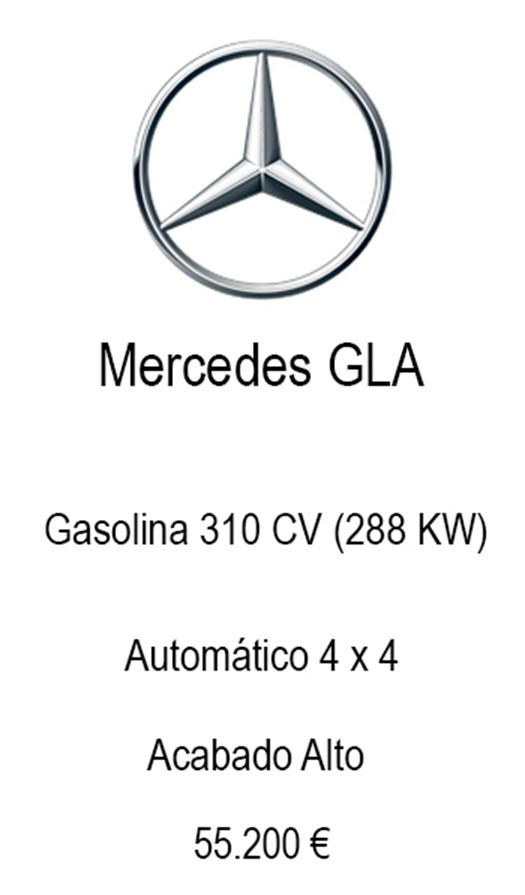 Mercedes GLA
Gasolina 310 CV (288 KW)
Automático 4 x 4
Acabado Alto
55.200 €